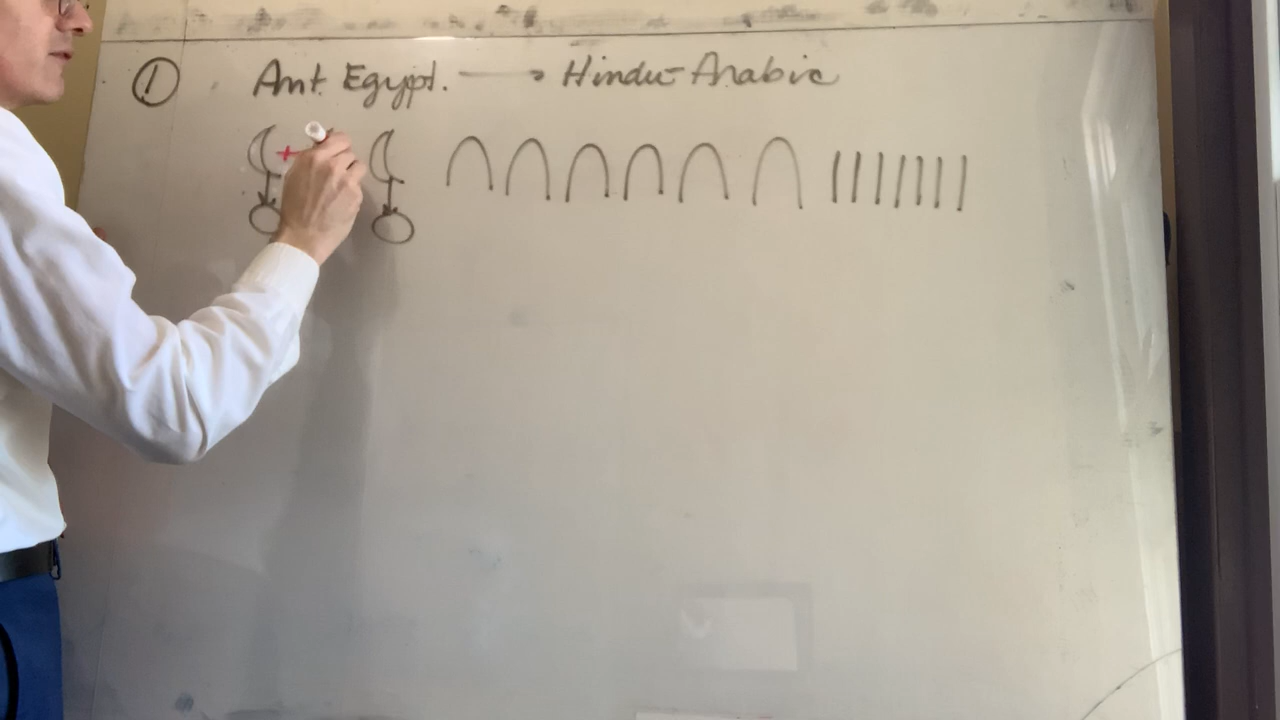 ① Ant. Egypt. → Hindu-Arabic
+ ∩ ∩ ∩ ∩ ∩ ∩ ||||||||